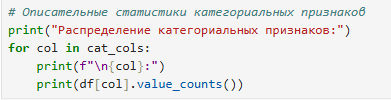 # Описательные статистики категориальных признаков
print("Распределение категориальных признаков:")
for col in cat_cols:
    print(f"\n{col}:")
    print(df[col].value_counts())